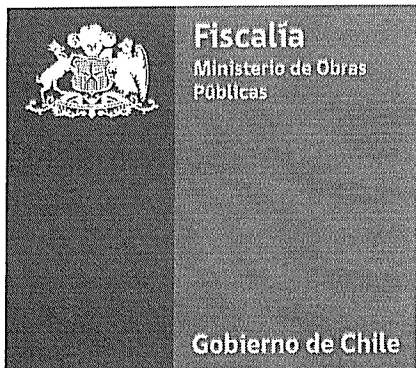 Fiscalía
Ministerio de Obras
Públicas
Gobierno de Chile